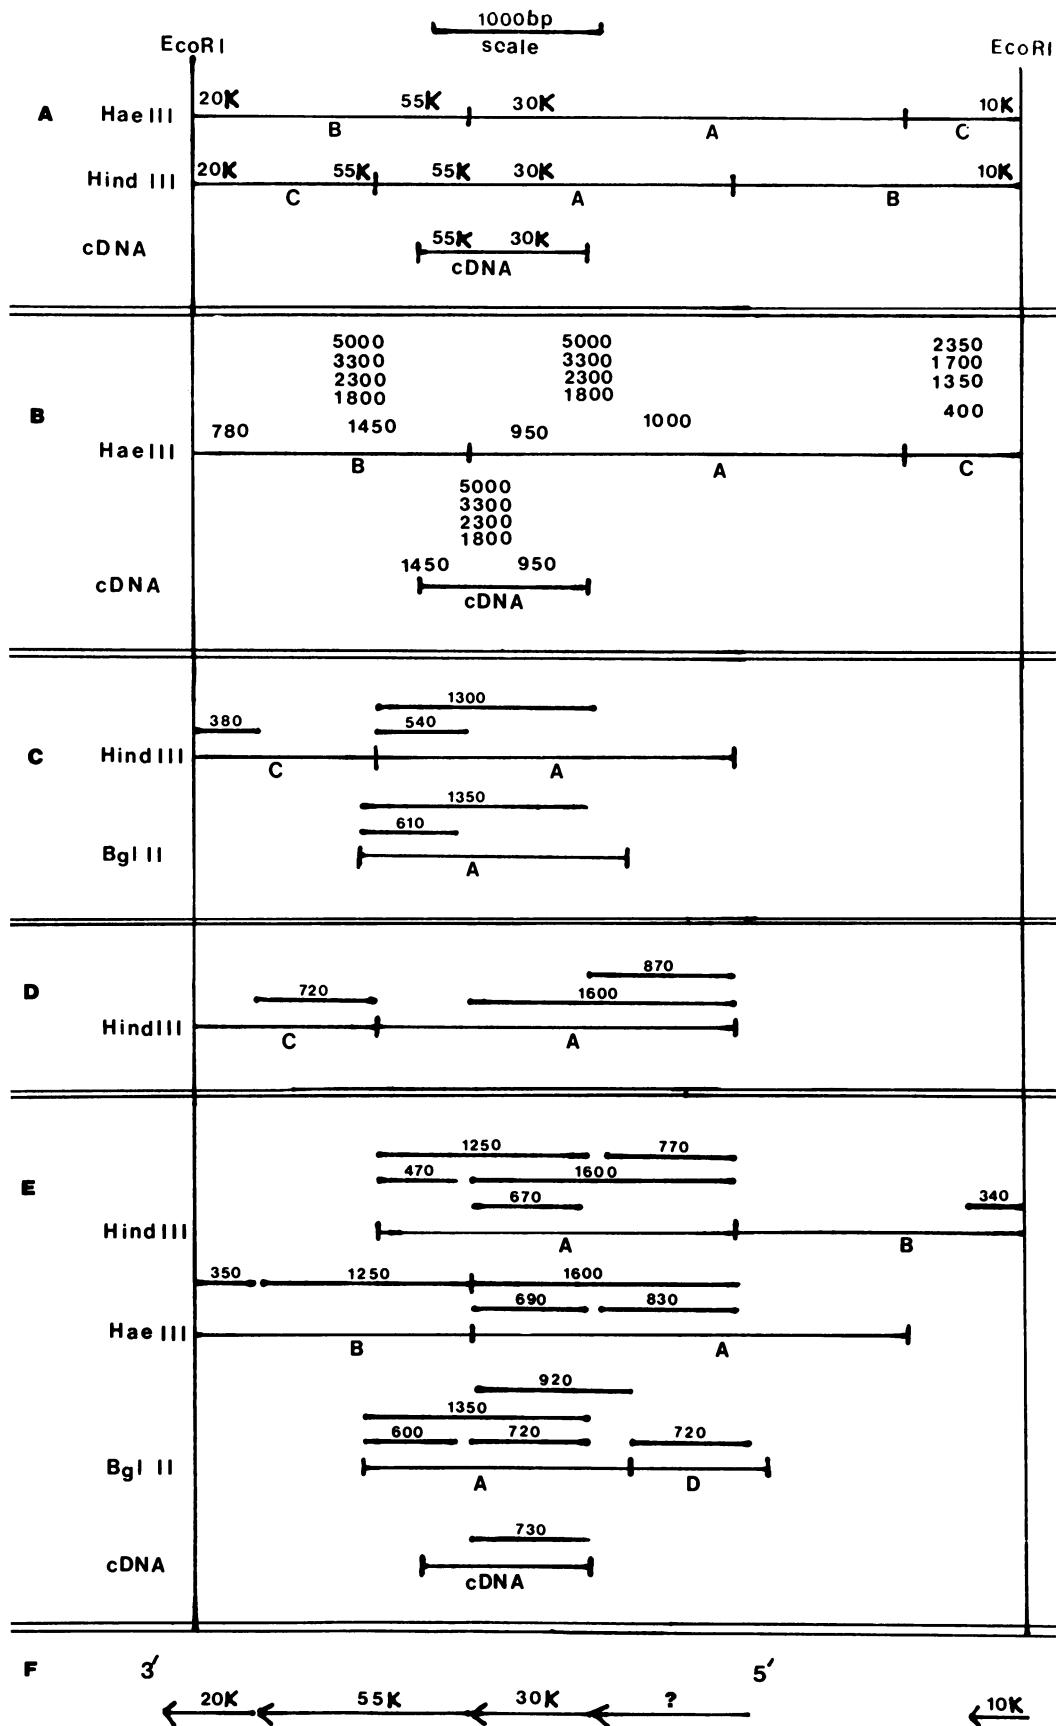 1000bp
scale
EcoRI EcoRI
A HaeIII 20K 55K 30K 10K
B A C
Hind III 20K 55K 55K 30K 10K
C A B
cDNA 55K 30K
cDNA
B
5000 5000 2350
3300 3300 1700
2300 2300 1350
1800 1800 400
780 1450 950 1000
HaeIII
B A C
5000
3300
2300
1800
1450 950
cDNA
cDNA
C
1300
380 540
HindIII
C A
1350
610
Bgl II
A
D
870
720 1600
HindIII
C A
E
1250 770
470 1600
670 340
HindIII
A B
350 1250 1600
690 830
HaeIII
B A
920
1350
600 720 720
Bgl II
A D
730
cDNA
cDNA
F 3′ 5′
20K 55K 30K ? 10K